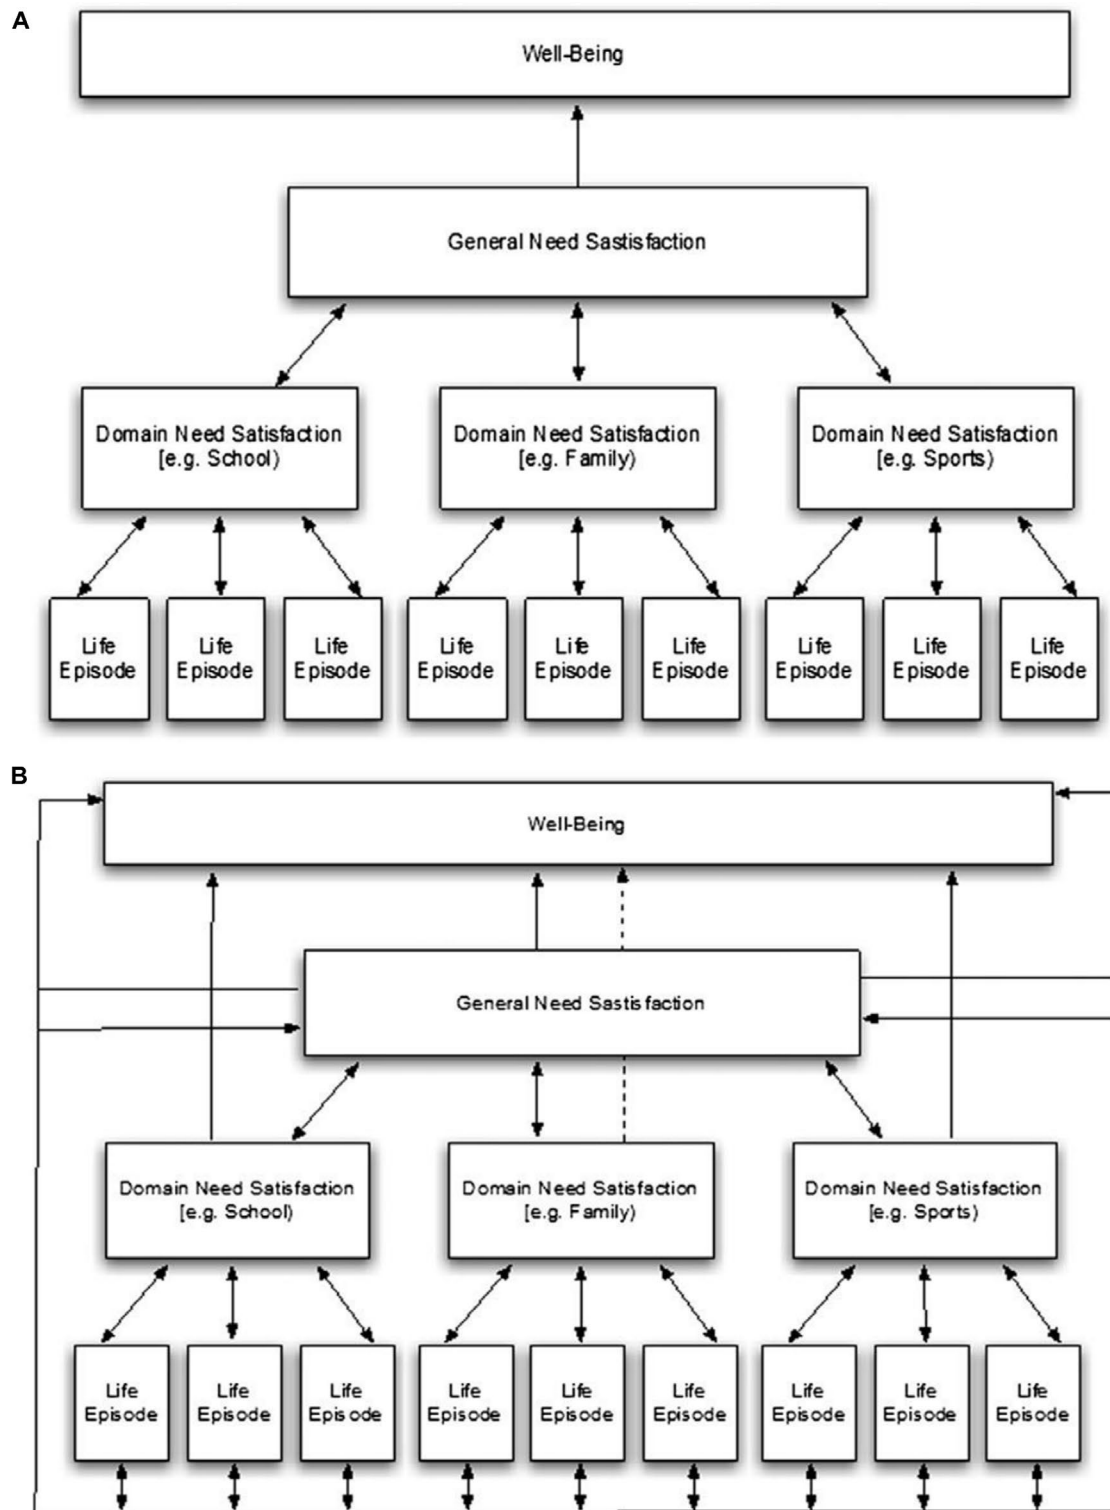 A
Well-Being
General Need Sastisfaction
Domain Need Satisfaction
[e.g. School)
Domain Need Satisfaction
[e.g. Family)
Domain Need Satisfaction
[e.g. Sports)
Life
Episode
Life
Episode
Life
Episode
Life
Episode
Life
Episode
Life
Episode
Life
Episode
Life
Episode
Life
Episode
B
Well-Being
General Need Sastisfaction
Domain Need Satisfaction
[e.g. School)
Domain Need Satisfaction
[e.g. Family)
Domain Need Satisfaction
[e.g. Sports)
Life
Episode
Life
Episode
Life
Episode
Life
Episode
Life
Episode
Life
Episode
Life
Episode
Life
Episode
Life
Episode